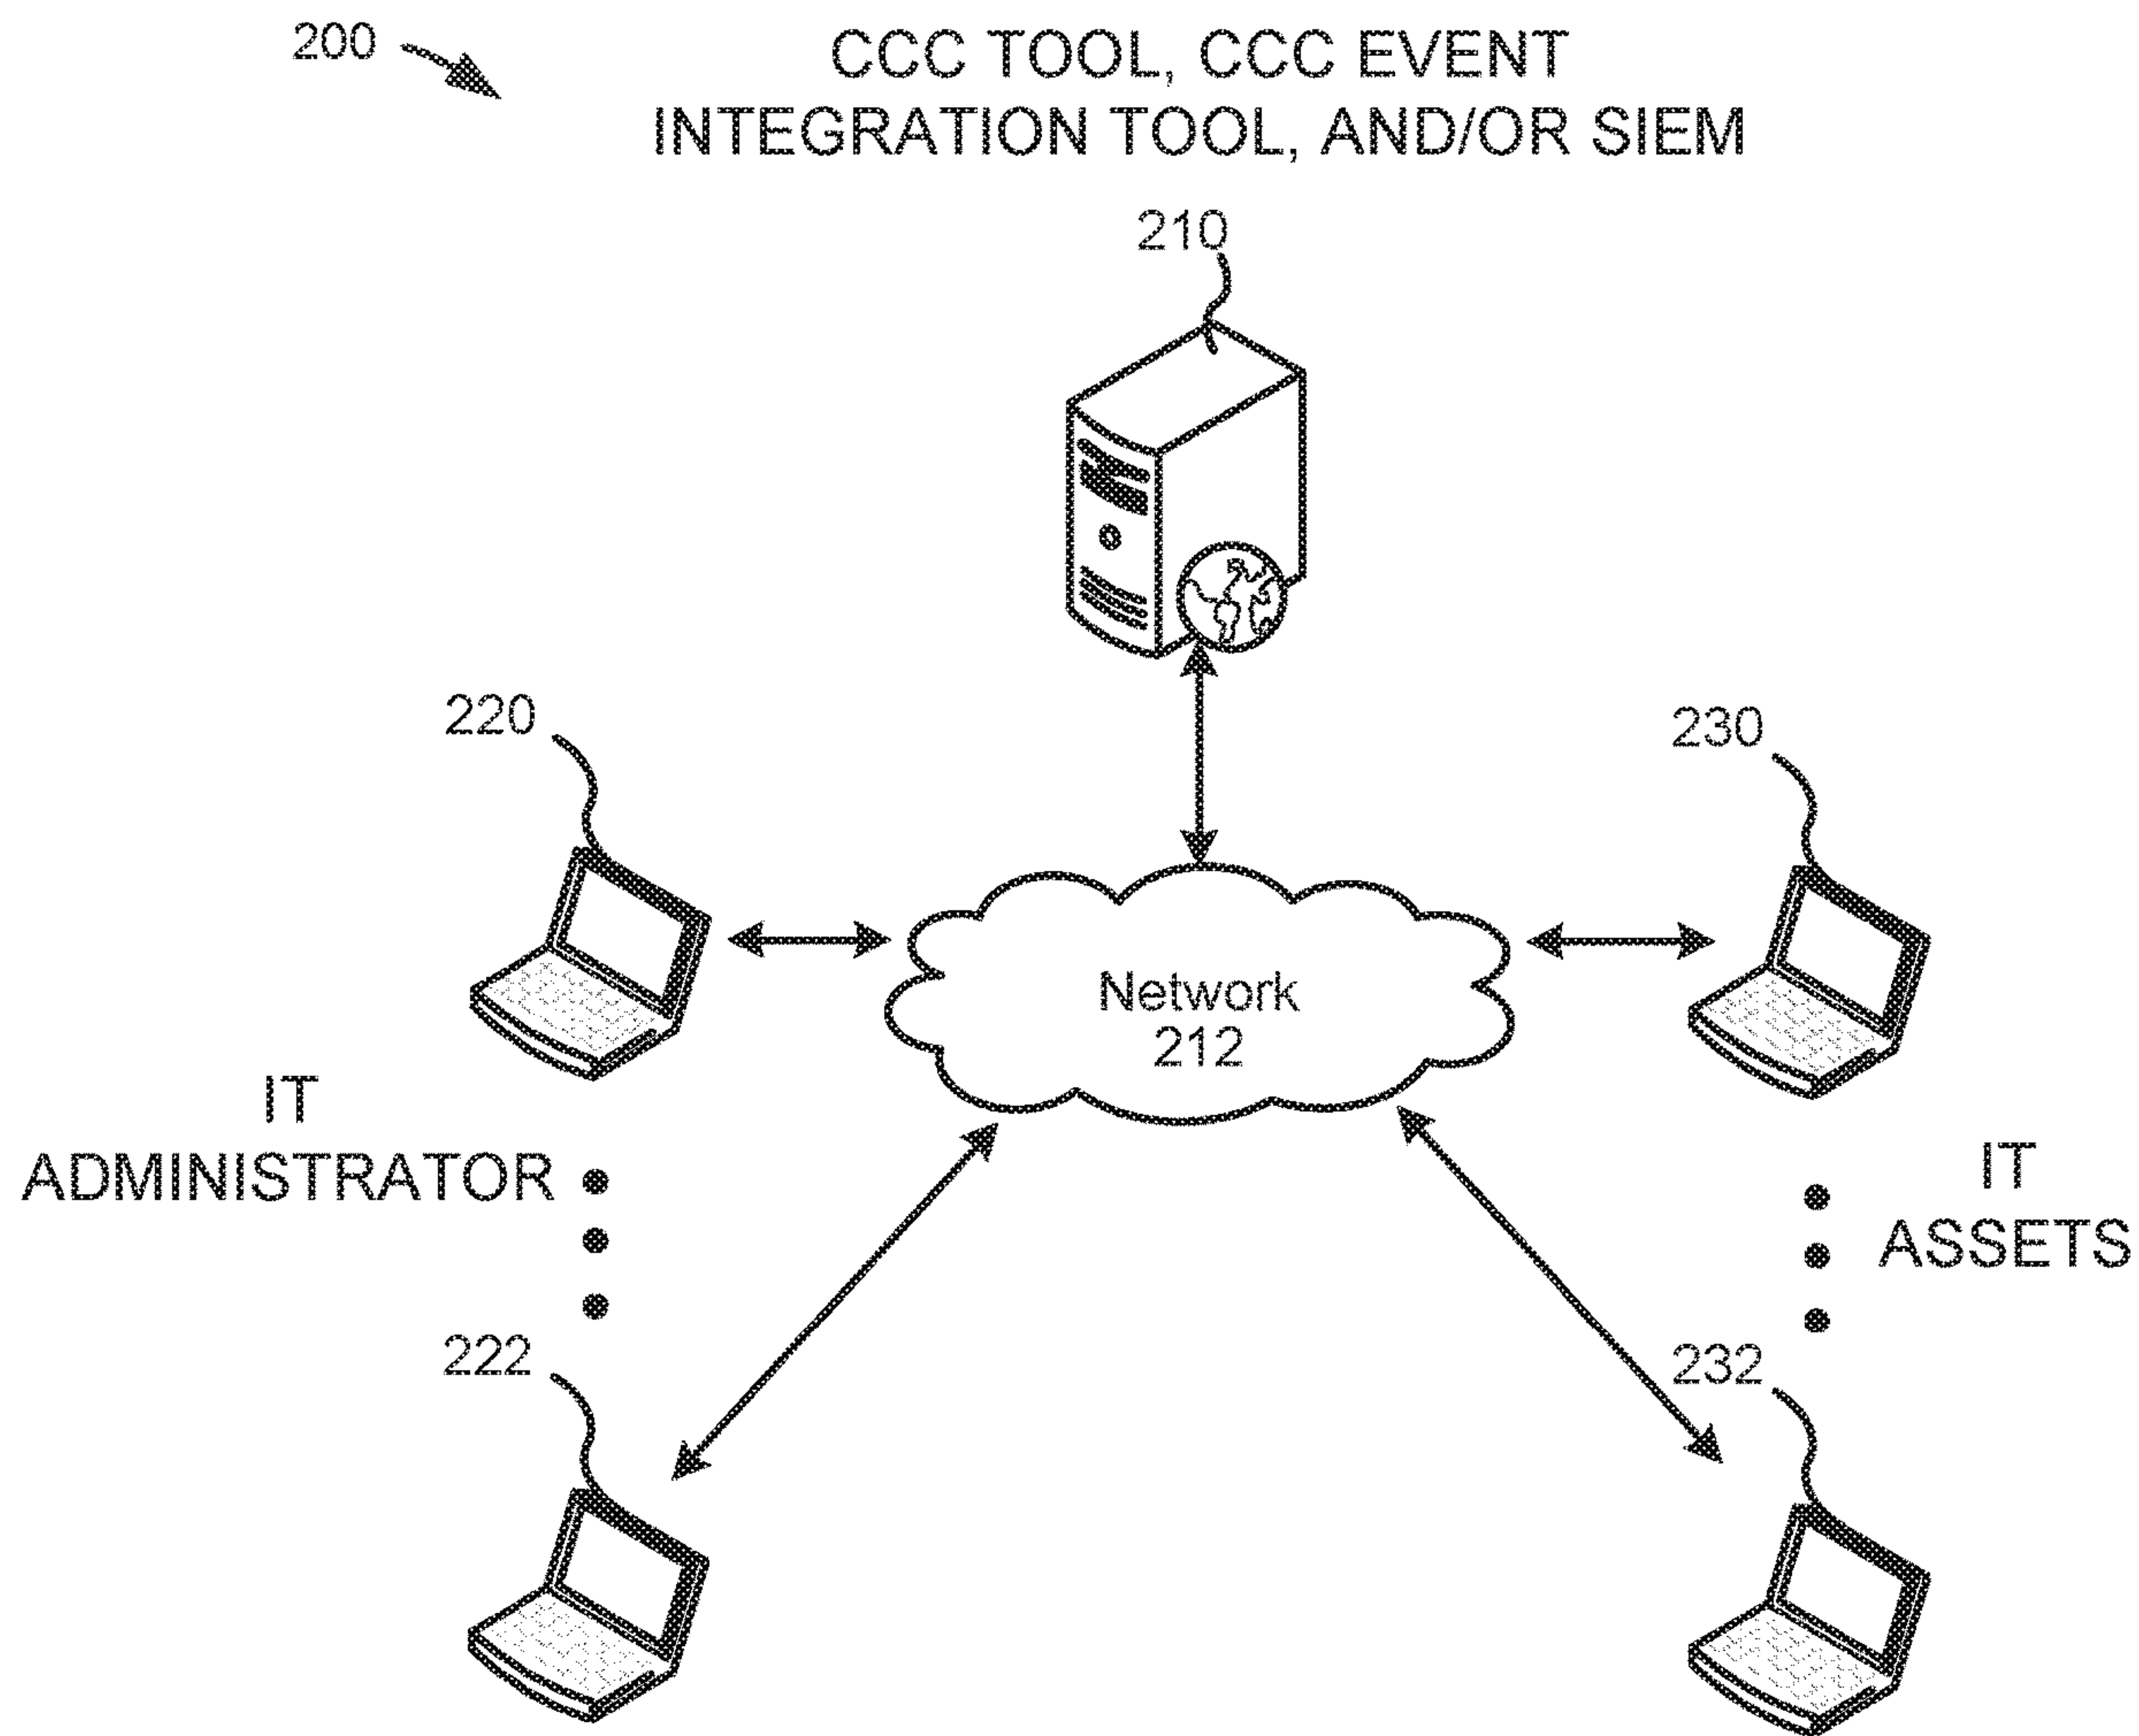 200
CCC TOOL, CCC EVENT
INTEGRATION TOOL, AND/OR SIEM
210
220
230
Network
212
IT
ADMINISTRATOR
IT
ASSETS
222
232